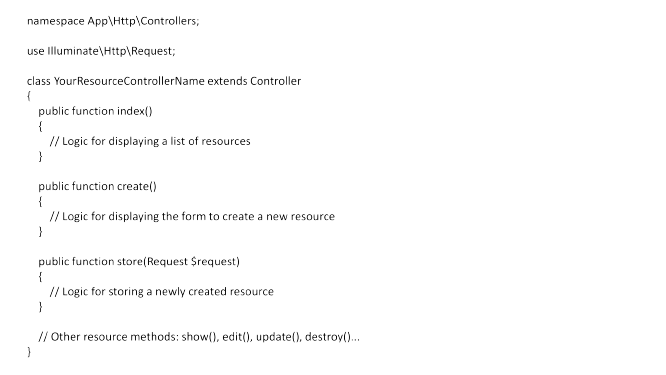 namespace App\Http\Controllers;
use Illuminate\Http\Request;
class YourResourceControllerName extends Controller
{
public function index()
{
// Logic for displaying a list of resources
}
public function create()
{
// Logic for displaying the form to create a new resource
}
public function store(Request $request)
{
// Logic for storing a newly created resource
}
// Other resource methods: show(), edit(), update(), destroy()...
}